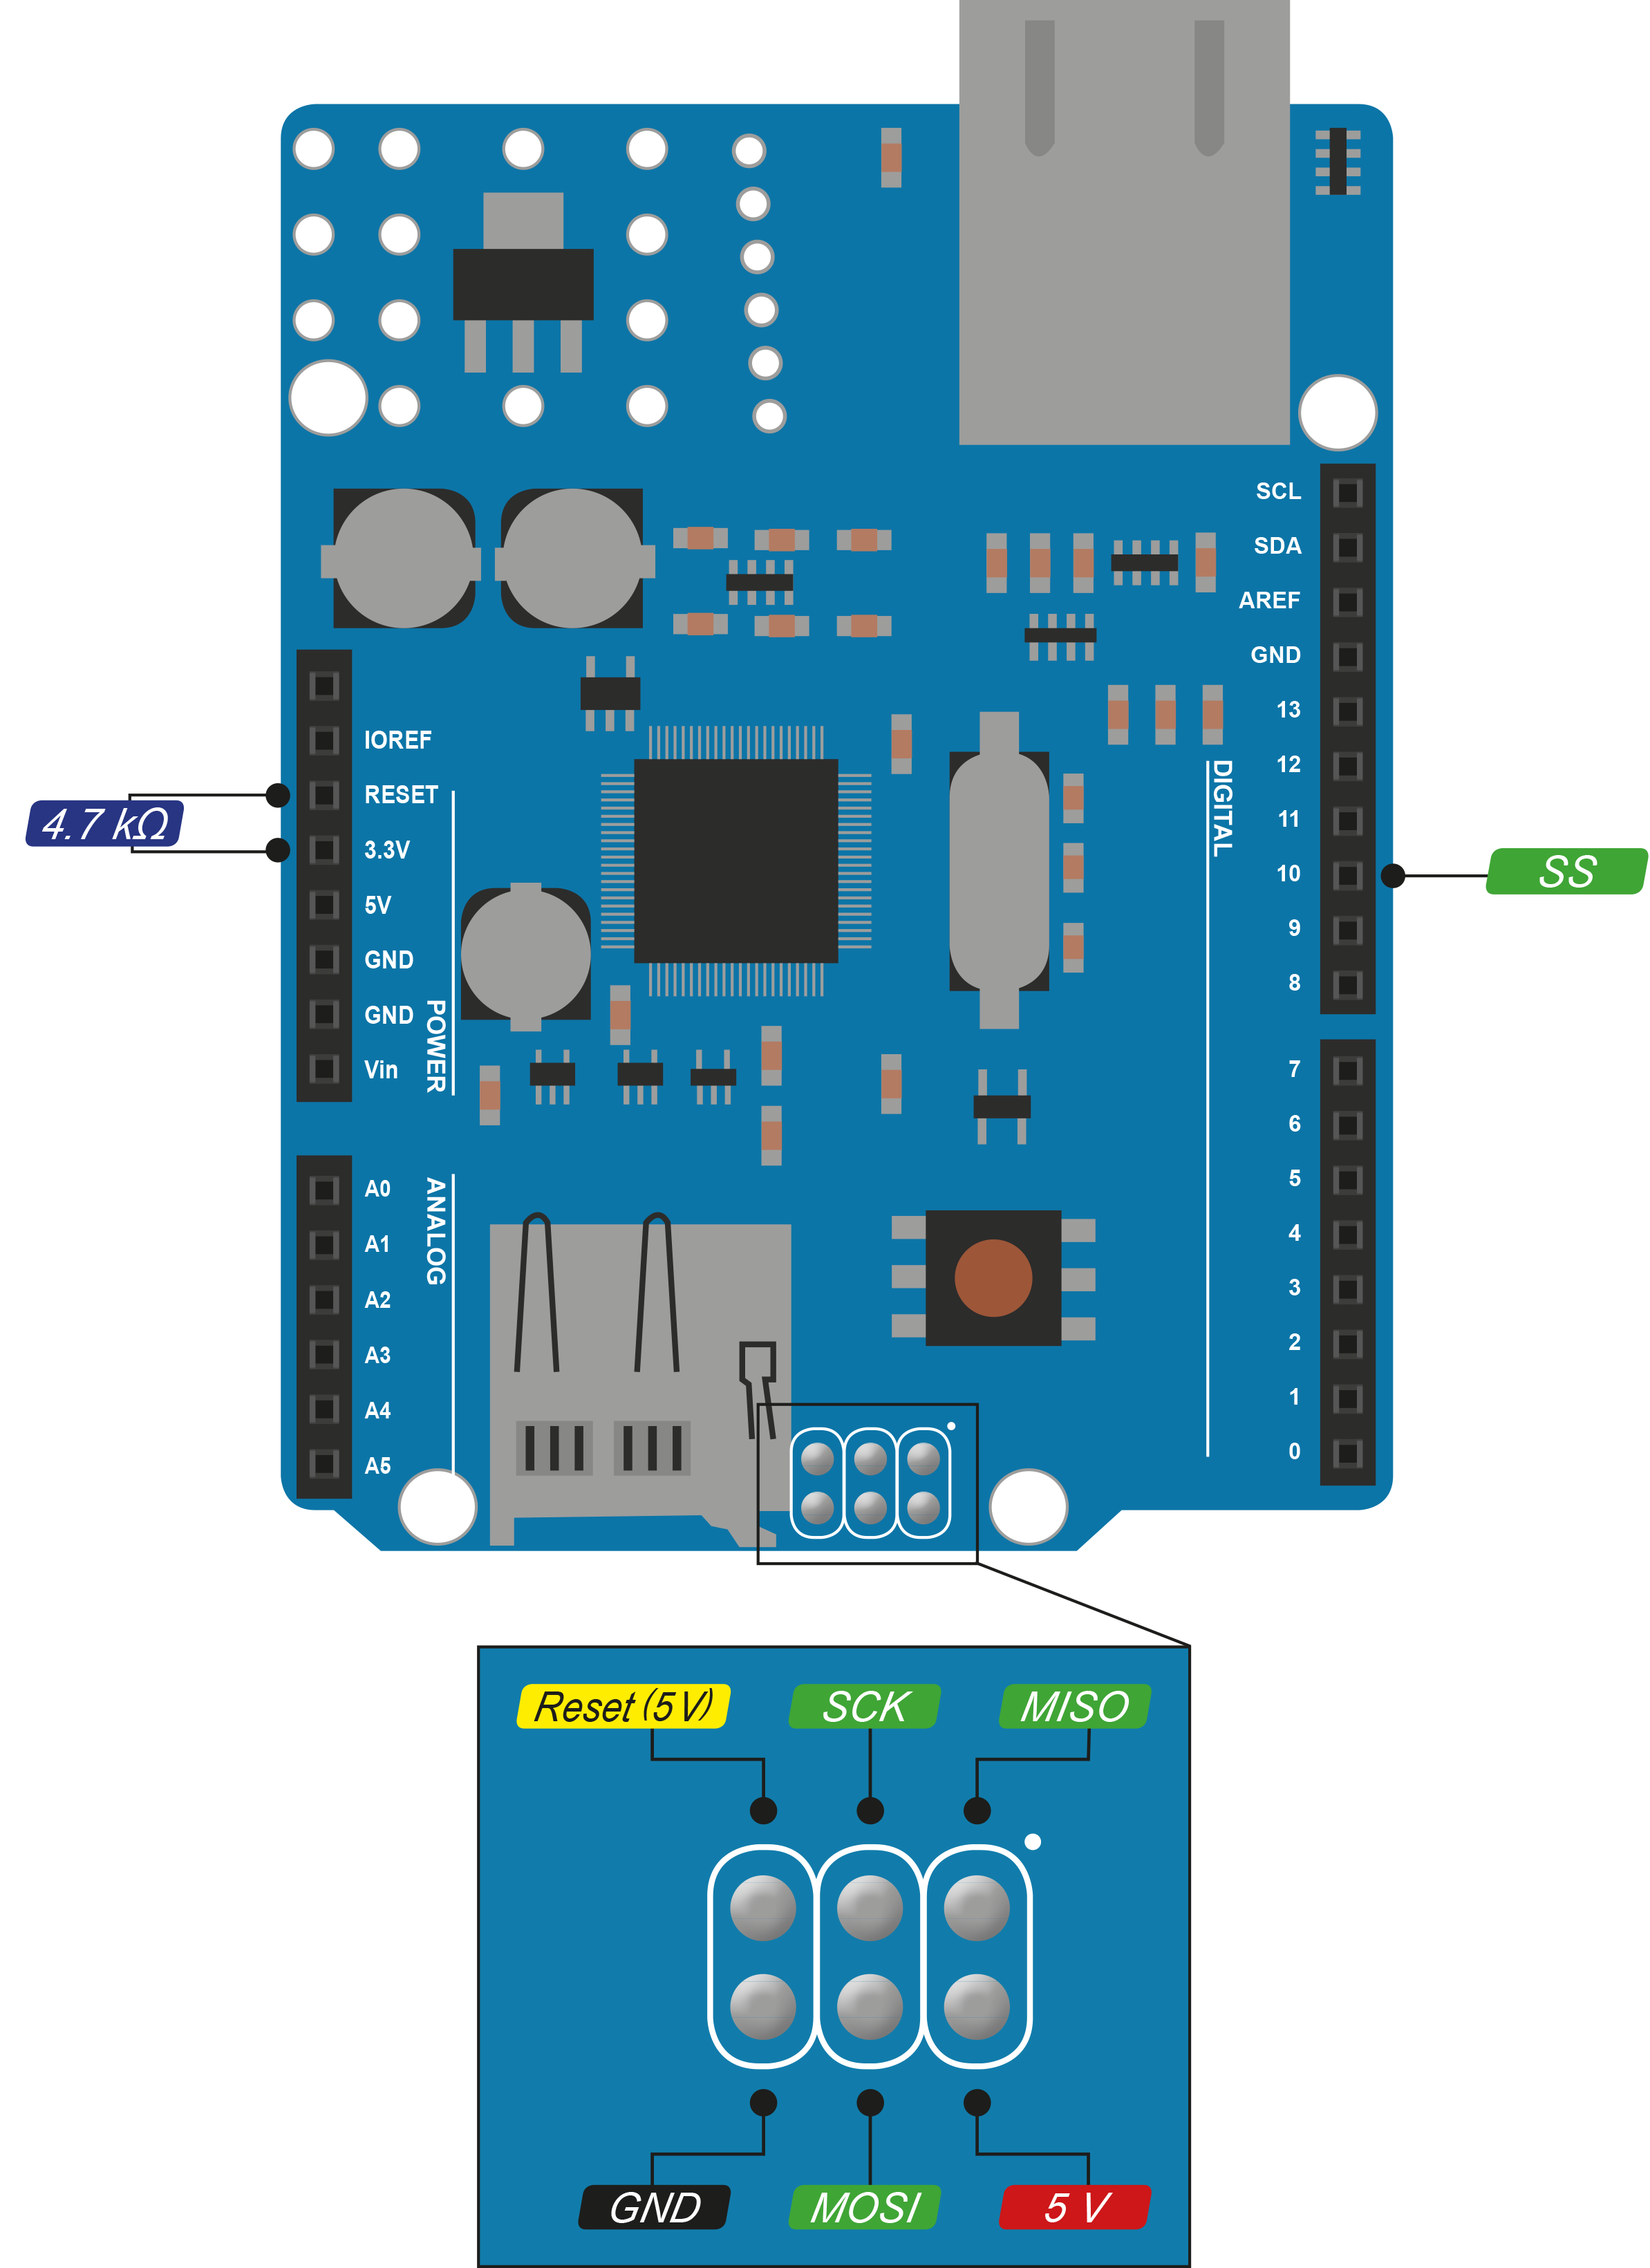 SCL
SDA
AREF
GND
13
12
11
10
9
8
DIGITAL
7
6
5
4
3
2
1
0
SS
IOREF
RESET
3.3V
5V
GND
GND
Vin
POWER
4.7 kΩ
A0
A1
A2
A3
A4
A5
ANALOG
Reset (5 V)
SCK
MISO
GND
MOSI
5 V